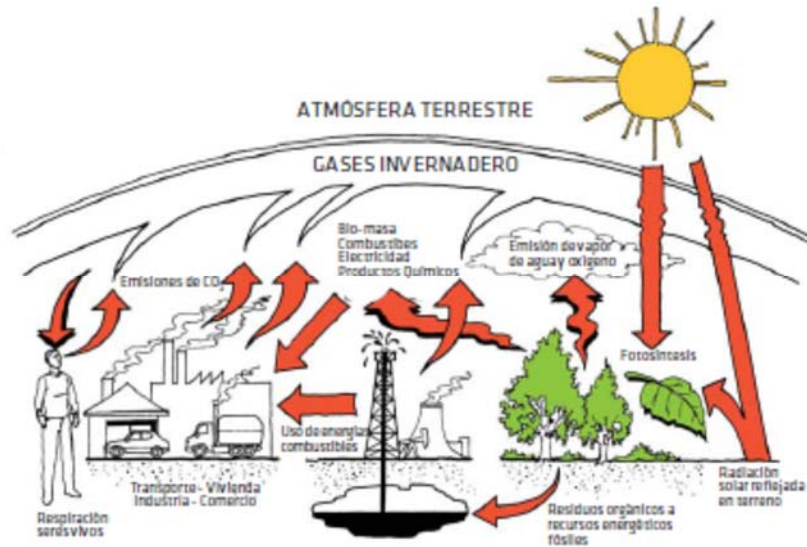 ATMÓSFERA TERRESTRE
GASES INVERNADERO
Bio-masa
Combustibes
Electricidad
Productos Químicos
Emisión de vapor
de agua y oxígeno
Emisiones de CO₂
Fotosíntesis
Uso de energías
combustibles
Transporte - Vivienda
Industria - Comercio
Respiración
seres vivos
Residuos orgánicos a
recursos energéticos
fósiles
Radiación
solar reflejada
en terreno